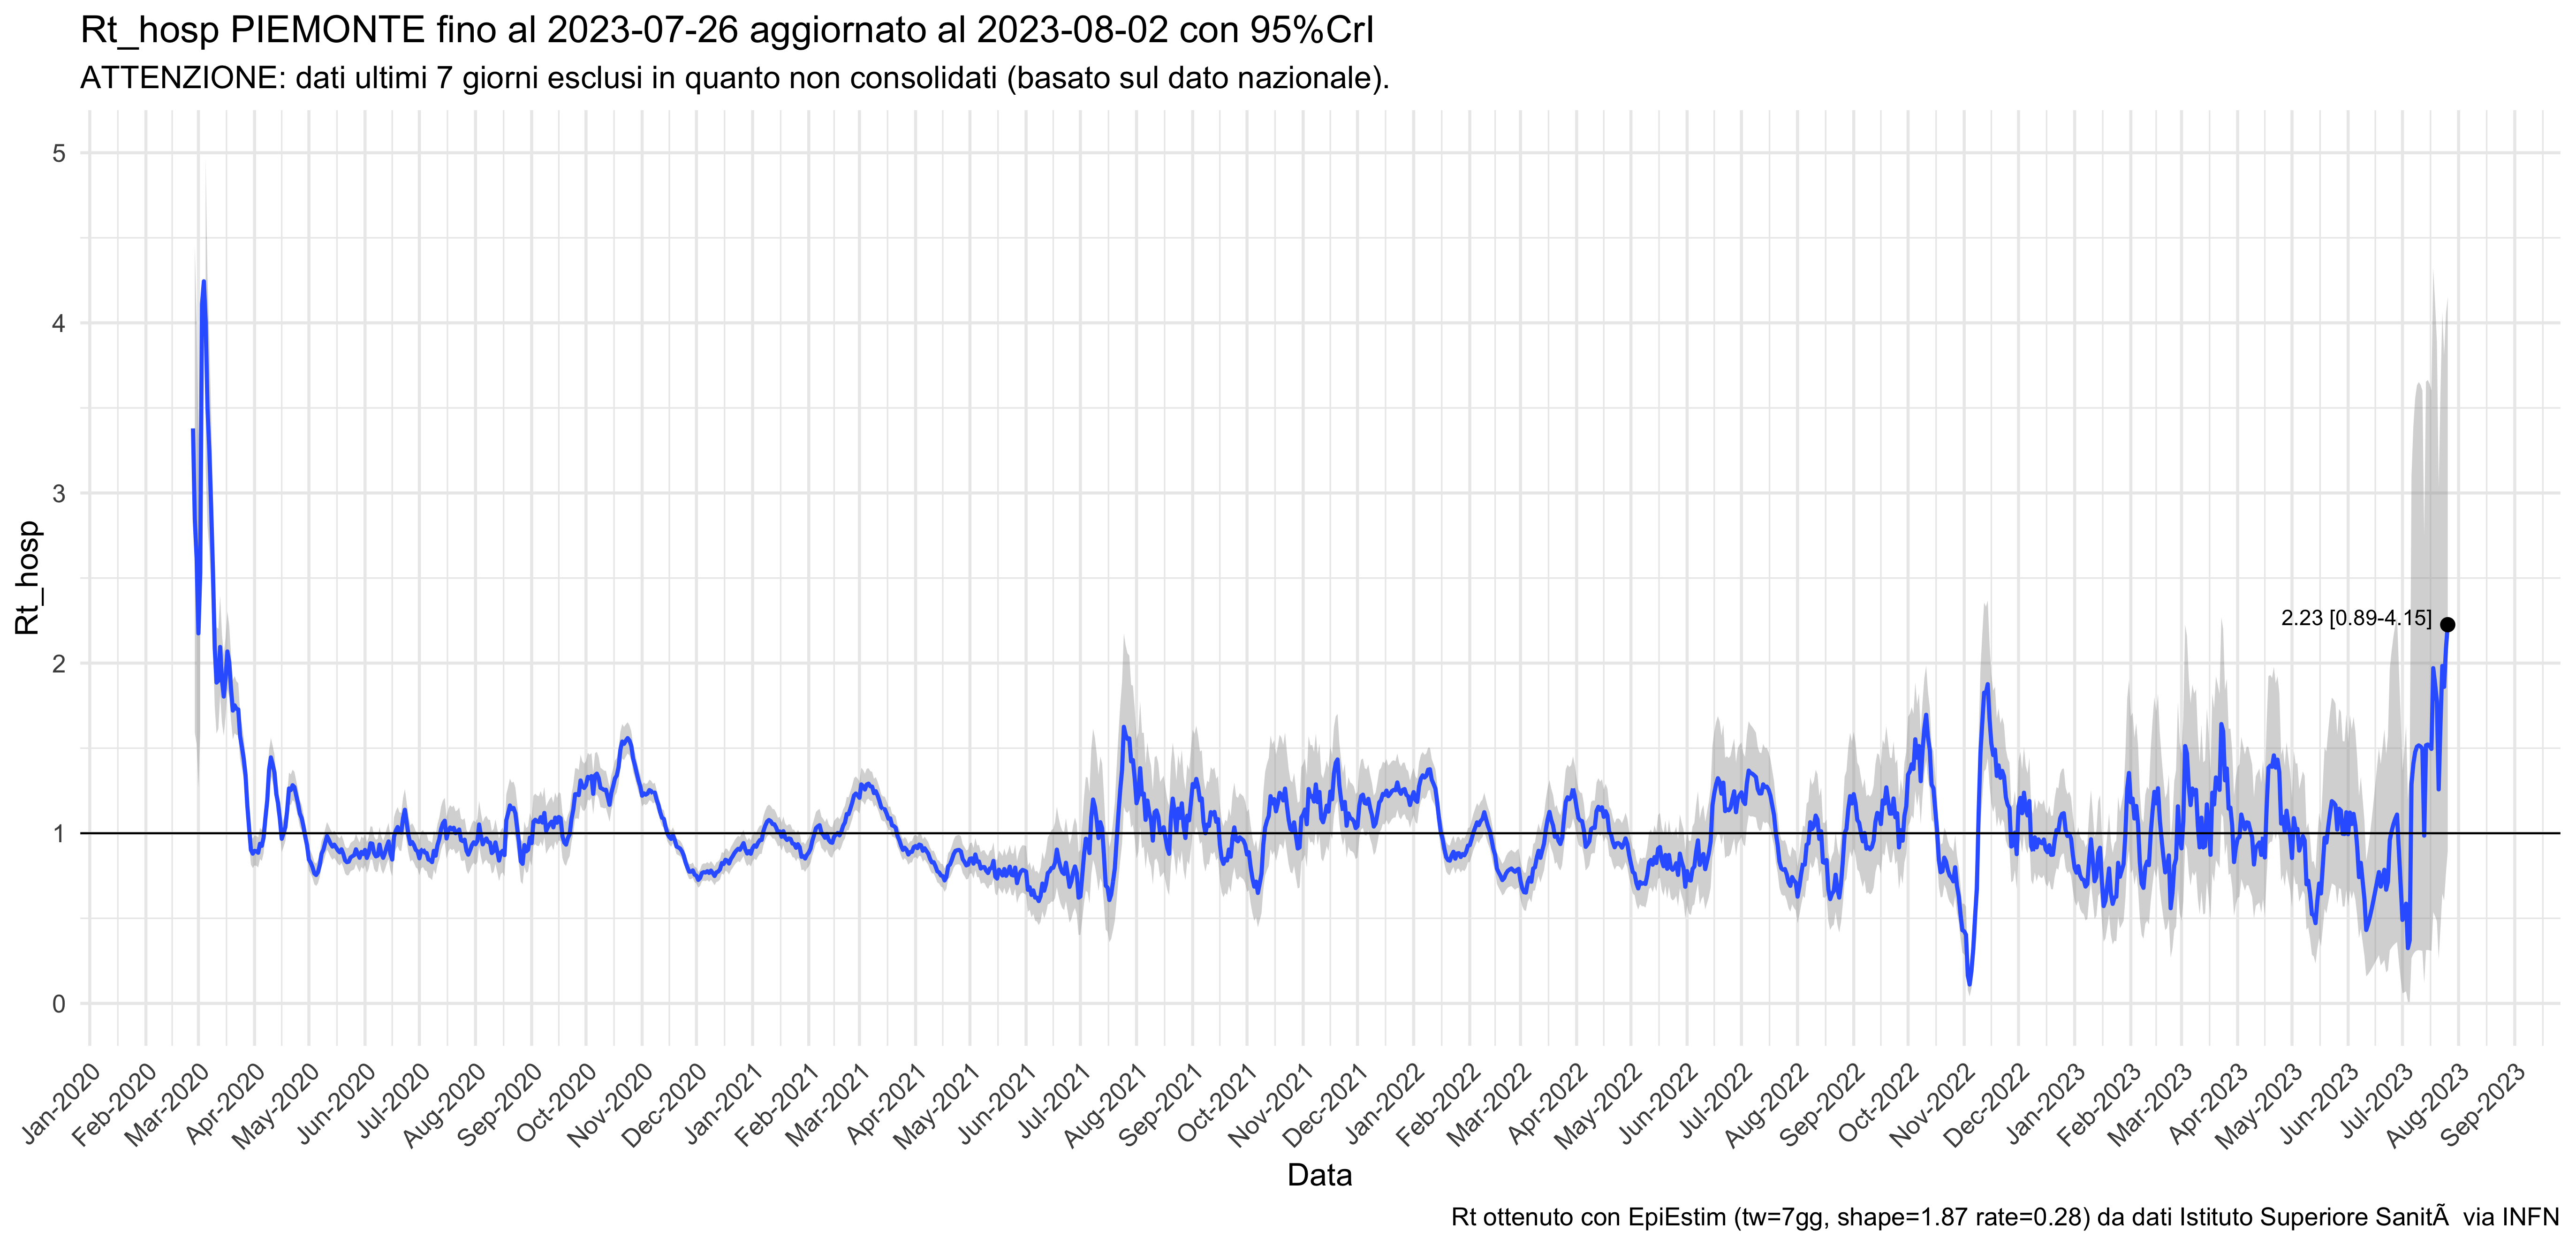 Rt_hosp PIEMONTE fino al 2023-07-26 aggiornato al 2023-08-02 con 95%CrI
ATTENZIONE: dati ultimi 7 giorni esclusi in quanto non consolidati (basato sul dato nazionale).
5
4
3
2
1
0
Rt_hosp
2.23 [0.89-4.15]
Jan-2020
Feb-2020
Mar-2020
Apr-2020
May-2020
Jun-2020
Jul-2020
Aug-2020
Sep-2020
Oct-2020
Nov-2020
Dec-2020
Jan-2021
Feb-2021
Mar-2021
Apr-2021
May-2021
Jun-2021
Jul-2021
Aug-2021
Sep-2021
Oct-2021
Nov-2021
Dec-2021
Jan-2022
Feb-2022
Mar-2022
Apr-2022
May-2022
Jun-2022
Jul-2022
Aug-2022
Sep-2022
Oct-2022
Nov-2022
Dec-2022
Jan-2023
Feb-2023
Mar-2023
Apr-2023
May-2023
Jun-2023
Jul-2023
Aug-2023
Sep-2023
Data
Rt ottenuto con EpiEstim (tw=7gg, shape=1.87 rate=0.28) da dati Istituto Superiore SanitÃ  via INFN